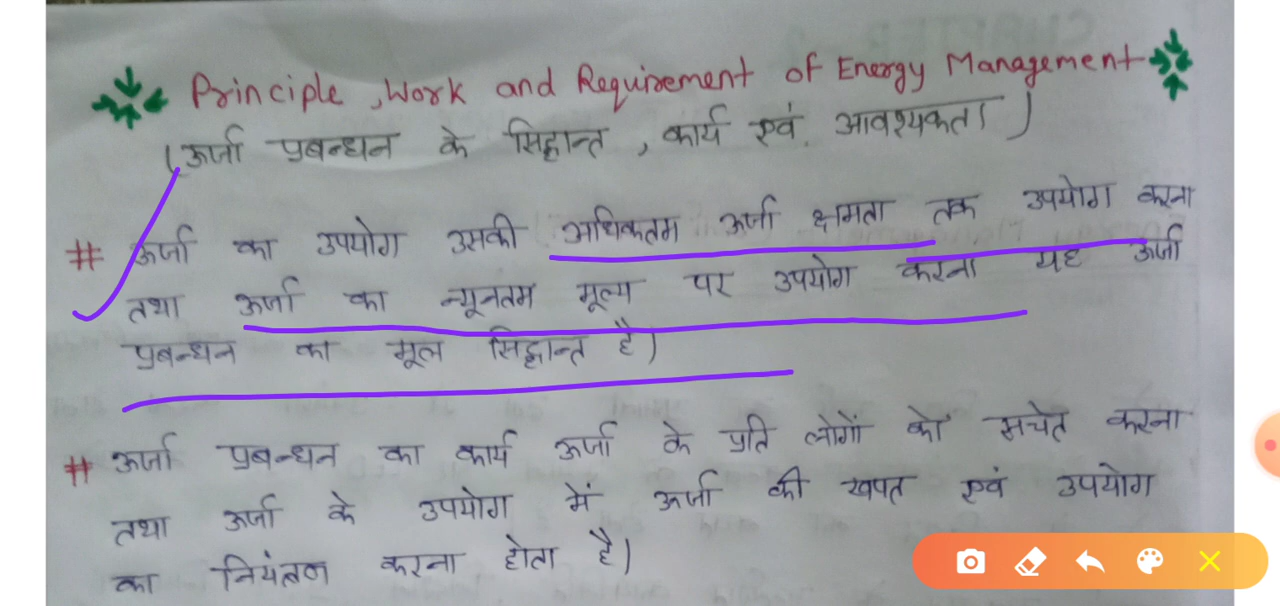 Principle, Work and Requirement of Energy Management
(ऊर्जा प्रबन्धन के सिद्धान्त, कार्य एवं आवश्यकता)
# ऊर्जा का उपयोग उसकी अधिकतम ऊर्जा क्षमता तक उपयोग करना
तथा ऊर्जा का न्यूनतम मूल्य पर उपयोग करना यह ऊर्जा
प्रबन्धन का मूल सिद्धान्त है।
# ऊर्जा प्रबन्धन का कार्य ऊर्जा के प्रति लोगों को सचेत करना
तथा ऊर्जा के उपयोग में ऊर्जा की खपत एवं उपयोग
का नियंत्रण करना होता है।